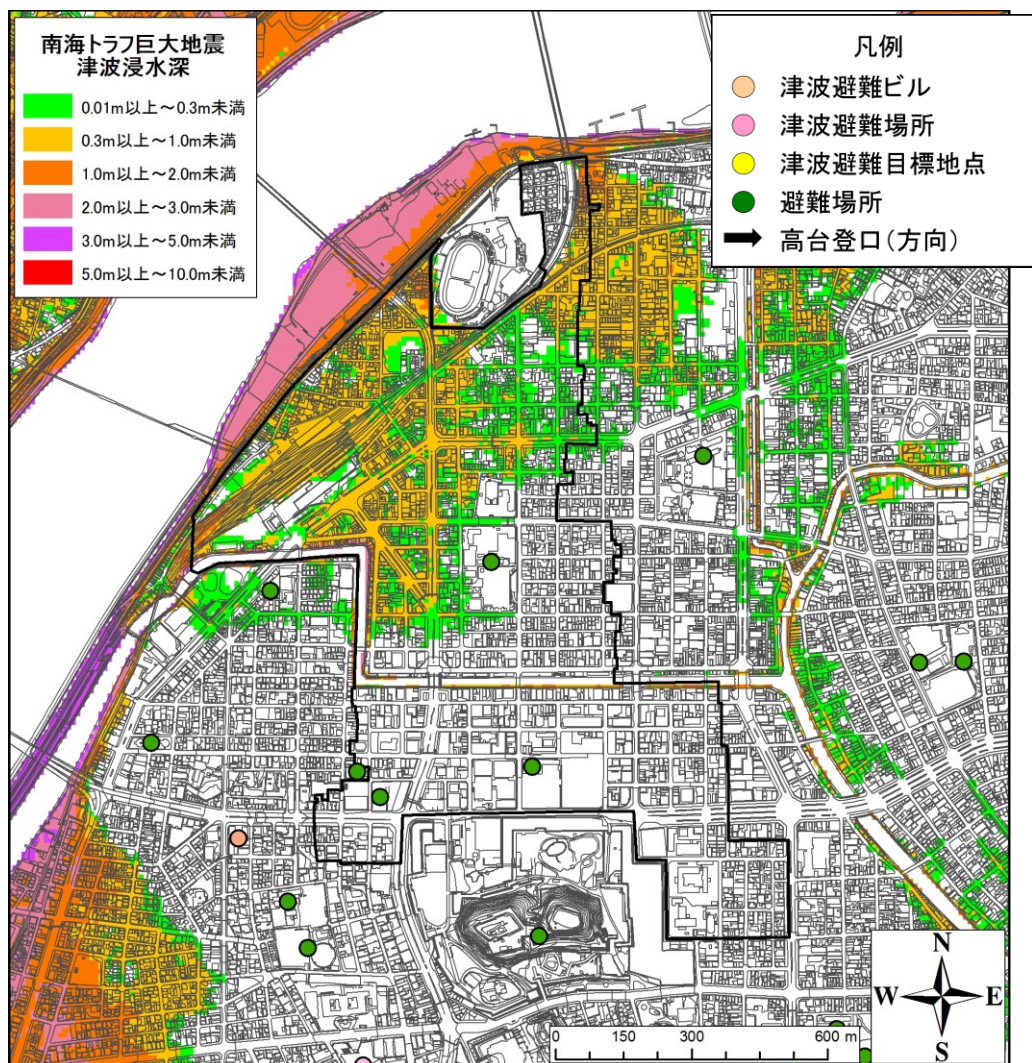 南海トラフ巨大地震
津波浸水深
0.01m以上～0.3m未満
0.3m以上～1.0m未満
1.0m以上～2.0m未満
2.0m以上～3.0m未満
3.0m以上～5.0m未満
5.0m以上～10.0m未満
凡例
津波避難ビル
津波避難場所
津波避難目標地点
避難場所
高台登口(方向)
N
W E
S
0 150 300 600 m